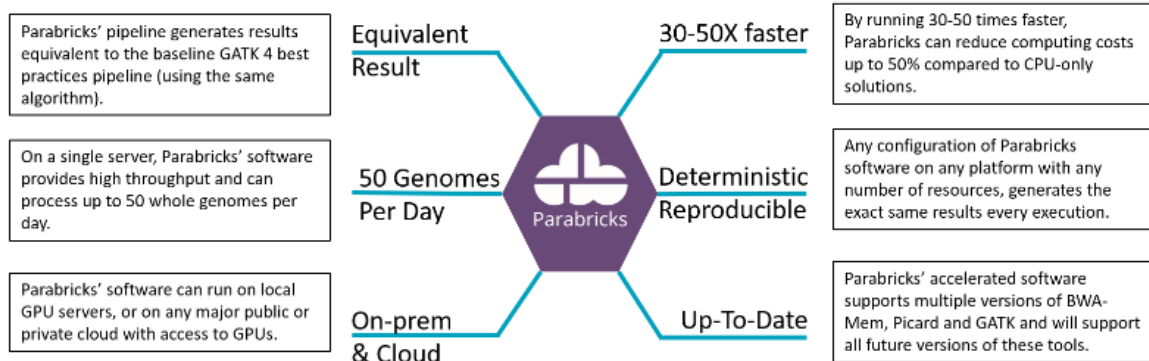 Parabricks' pipeline generates results
equivalent to the baseline GATK 4 best
practices pipeline (using the same
algorithm).
Equivalent
Result
30-50X faster
By running 30-50 times faster,
Parabricks can reduce computing costs
up to 50% compared to CPU-only
solutions.
On a single server, Parabricks' software
provides high throughput and can
process up to 50 whole genomes per
day.
50 Genomes
Per Day
Parabricks
Deterministic
Reproducible
Any configuration of Parabricks
software on any platform with any
number of resources, generates the
exact same results every execution.
Parabricks' software can run on local
GPU servers, or on any major public or
private cloud with access to GPUs.
On-prem
& Cloud
Up-To-Date
Parabricks' accelerated software
supports multiple versions of BWA-
Mem, Picard and GATK and will support
all future versions of these tools.